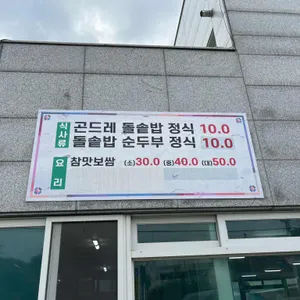 식사류
곤드레 돌솥밥 정식 10.0
돌솥밥 순두부 정식 10.0
요리
참맛보쌈 (소)30.0 (중)40.0 (대)50.0